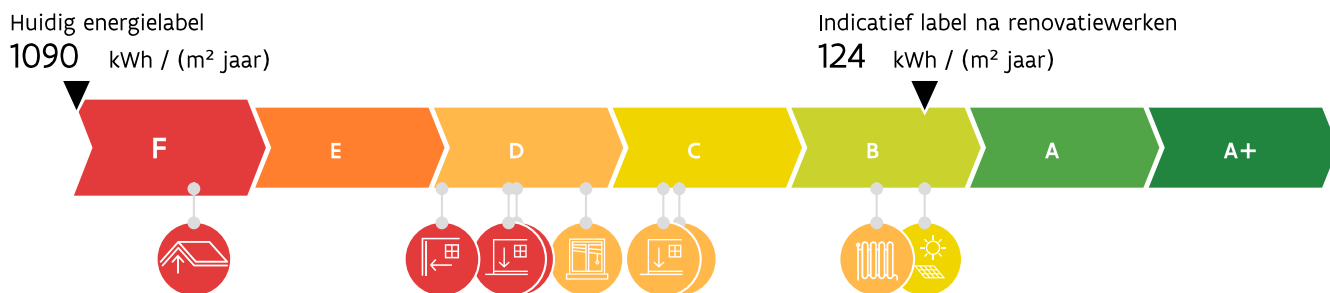 Huidig energielabel
1090 kWh / (m² jaar)
Indicatief label na renovatiewerken
124 kWh / (m² jaar)
F E D C B A A+